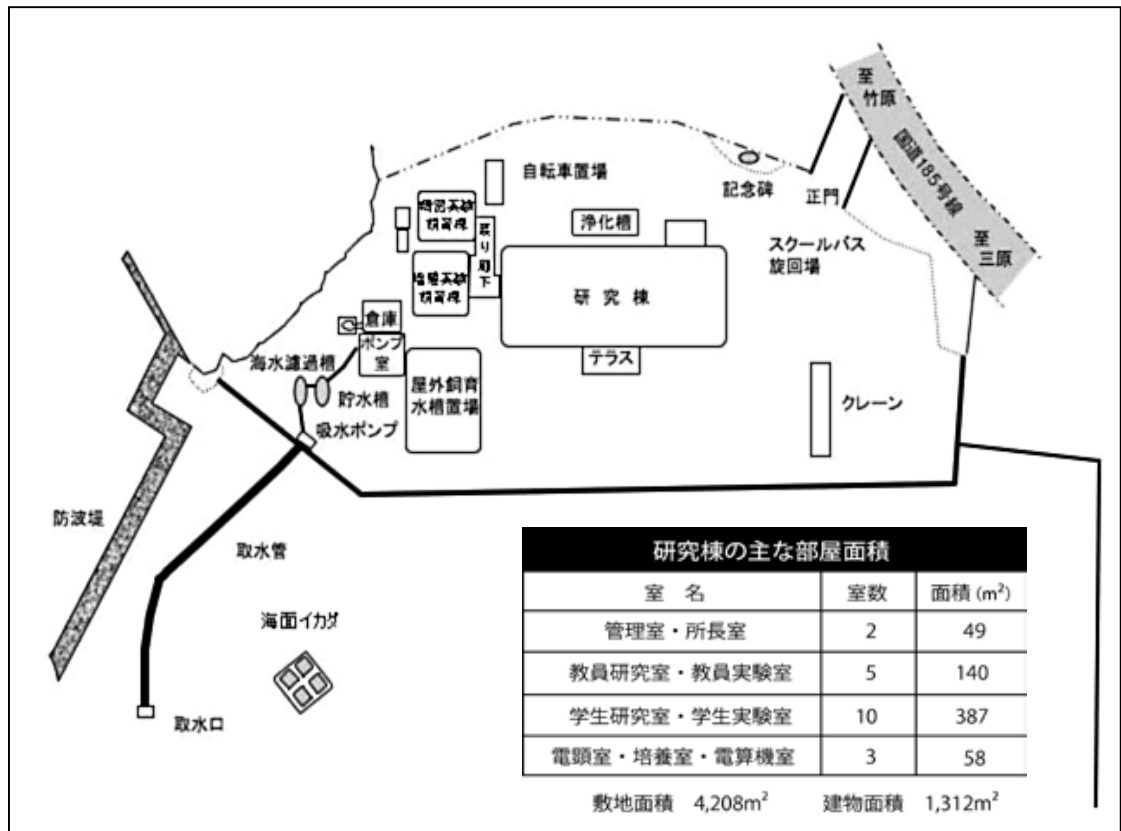 至
竹原
国道185号線
至
三原
正門
記念碑
自転車置場
浄化槽
スクールバス
旋回場
渡り廊下
研究棟
倉庫
ポンプ
室
テラス
海水濾過槽
貯水槽
屋外飼育
水槽置場
クレーン
吸水ポンプ
防波堤
取水管
海面イカダ
取水口
研究棟の主な部屋面積
室 名 室数 面積(m²)
管理室・所長室 2 49
教員研究室・教員実験室 5 140
学生研究室・学生実験室 10 387
電顕室・培養室・電算機室 3 58
敷地面積 4,208m² 建物面積 1,312m²